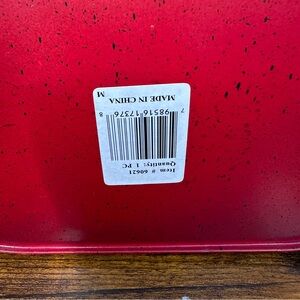 Item # 60621
Quantity: 1 PC
7 98516 17376 8
MADE IN CHINA
M